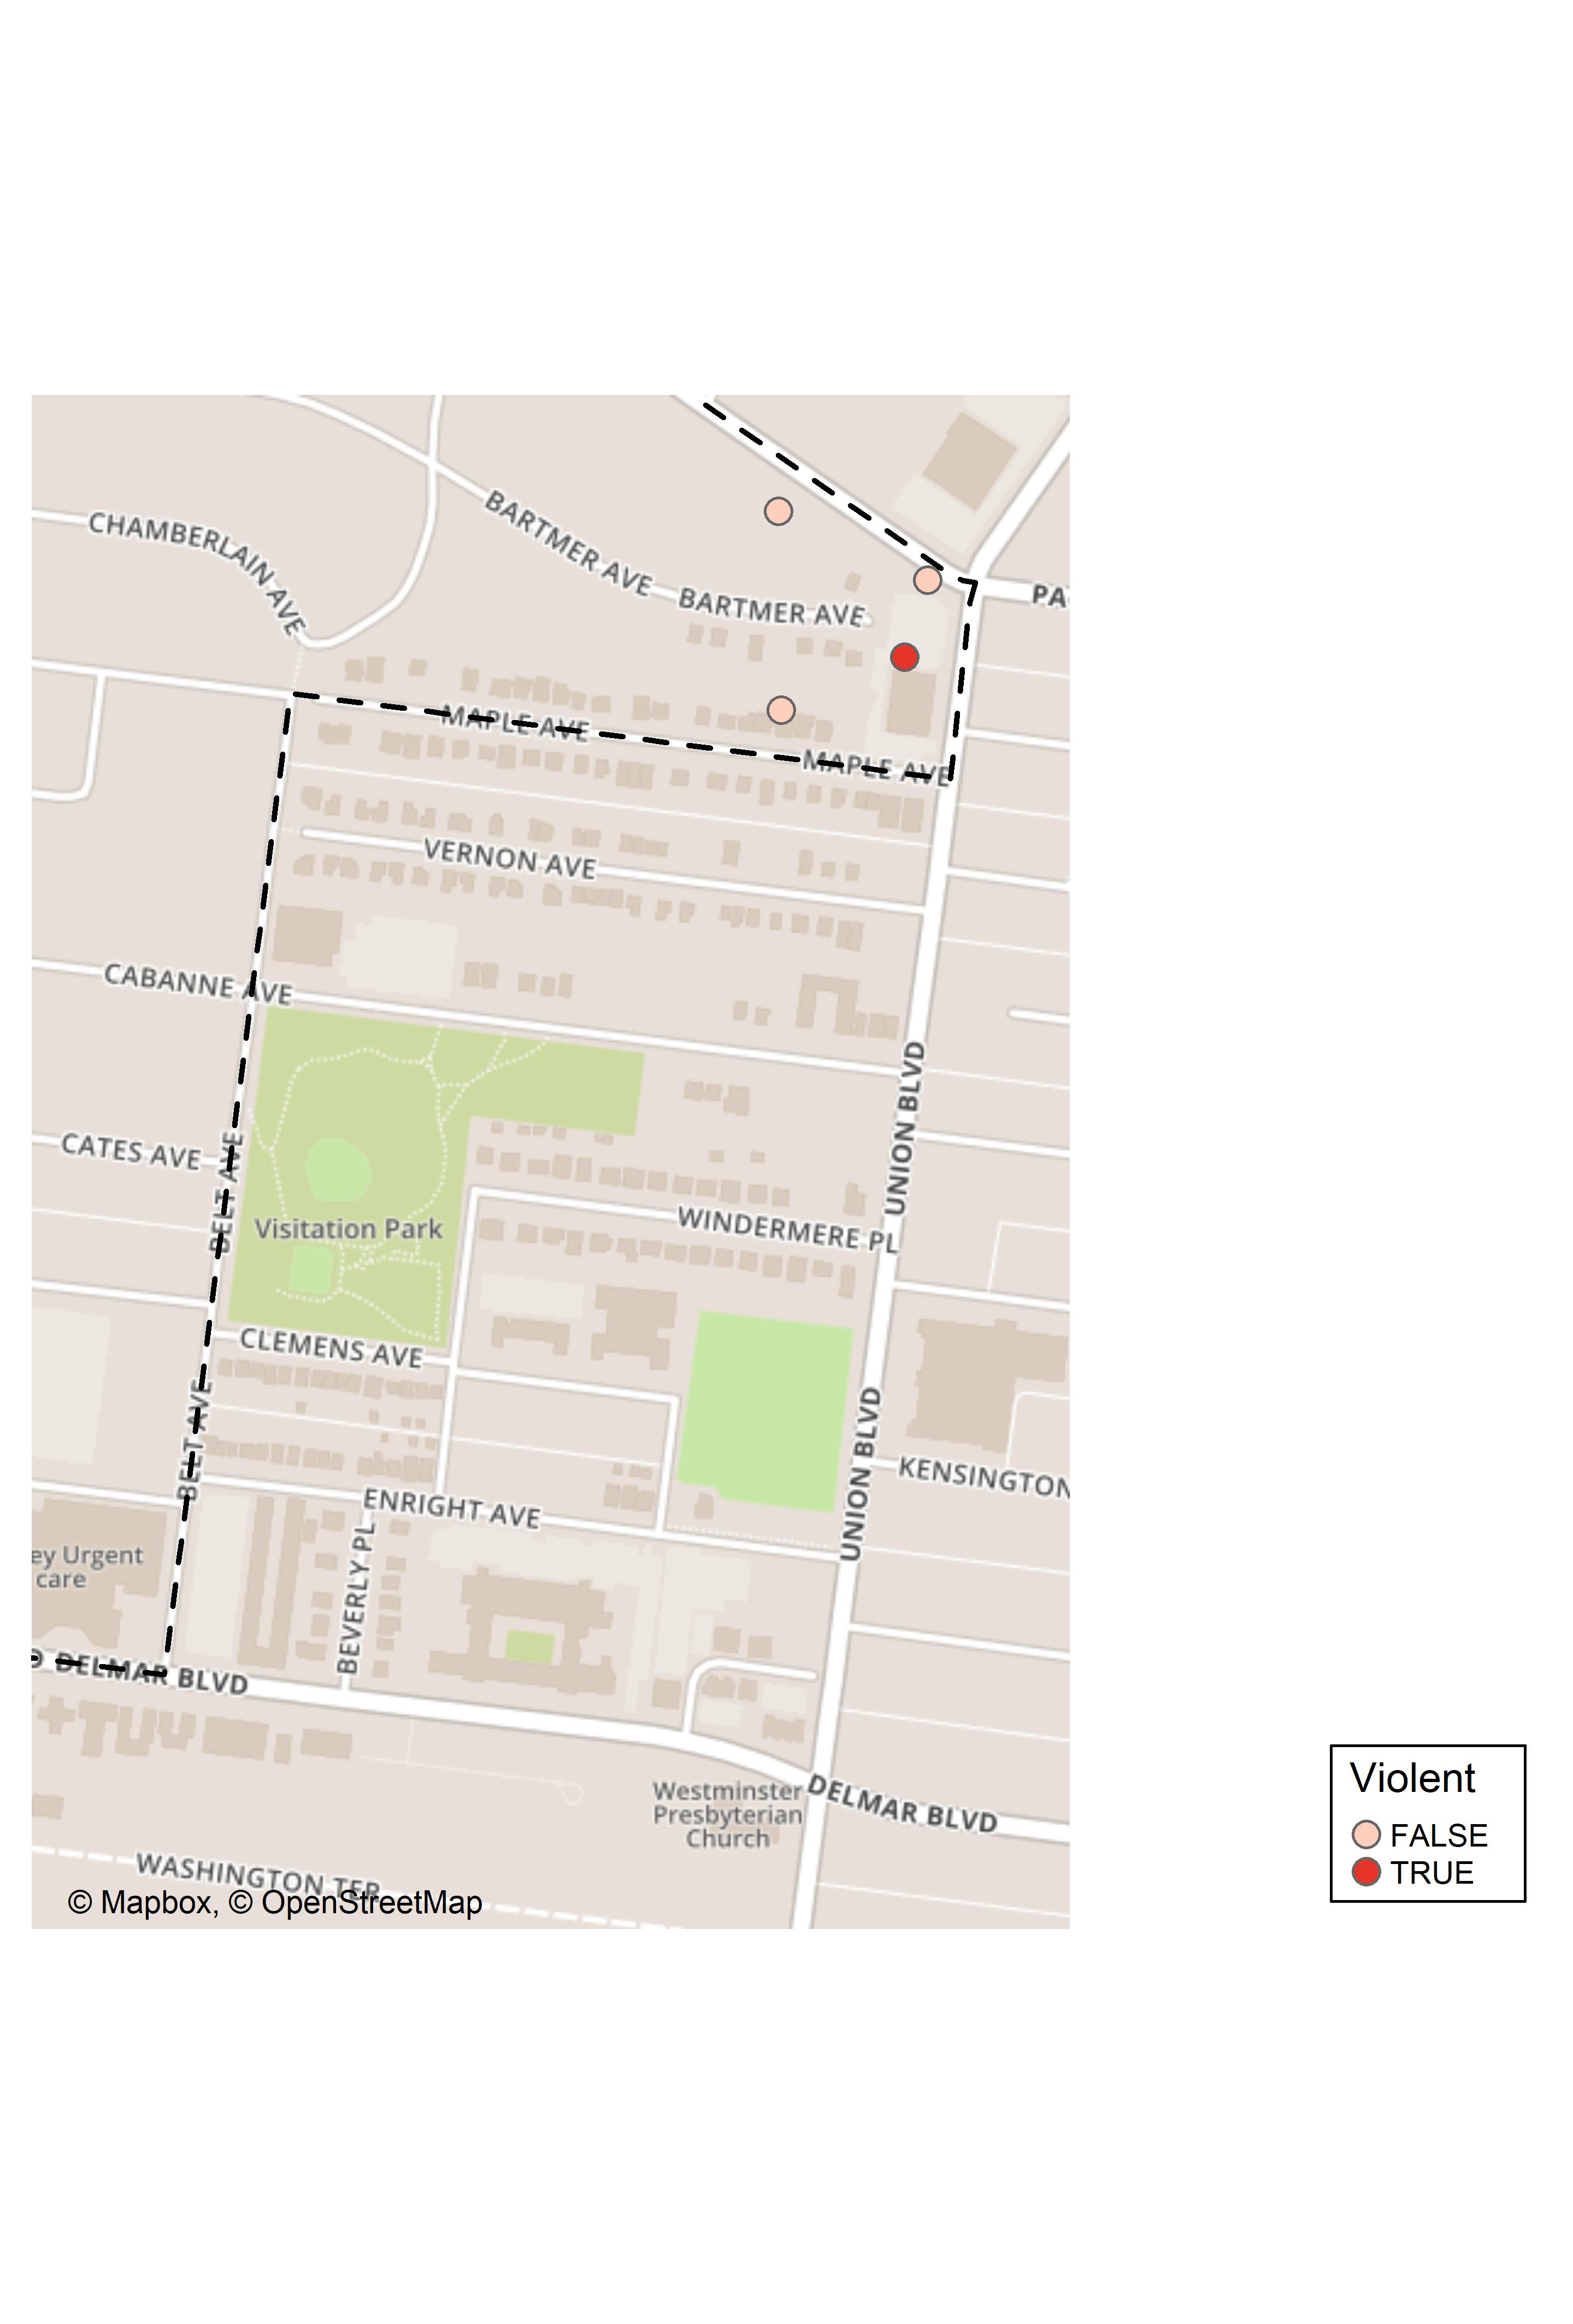 CHAMBERLAIN AVE
BARTMER AVE
BARTMER AVE
PA
MAPLE AVE
MAPLE AVE
VERNON AVE
CABANNE AVE
UNION BLVD
CATES AVE
BELT AVE
Visitation Park
WINDERMERE PL
CLEMENS AVE
BELT AVE
UNION BLVD
KENSINGTON
ENRIGHT AVE
BEVERLY PL
ey Urgent
care
D DELMAR BLVD
Westminster
Presbyterian
Church
DELMAR BLVD
WASHINGTON TER
© Mapbox, © OpenStreetMap
Violent
FALSE
TRUE